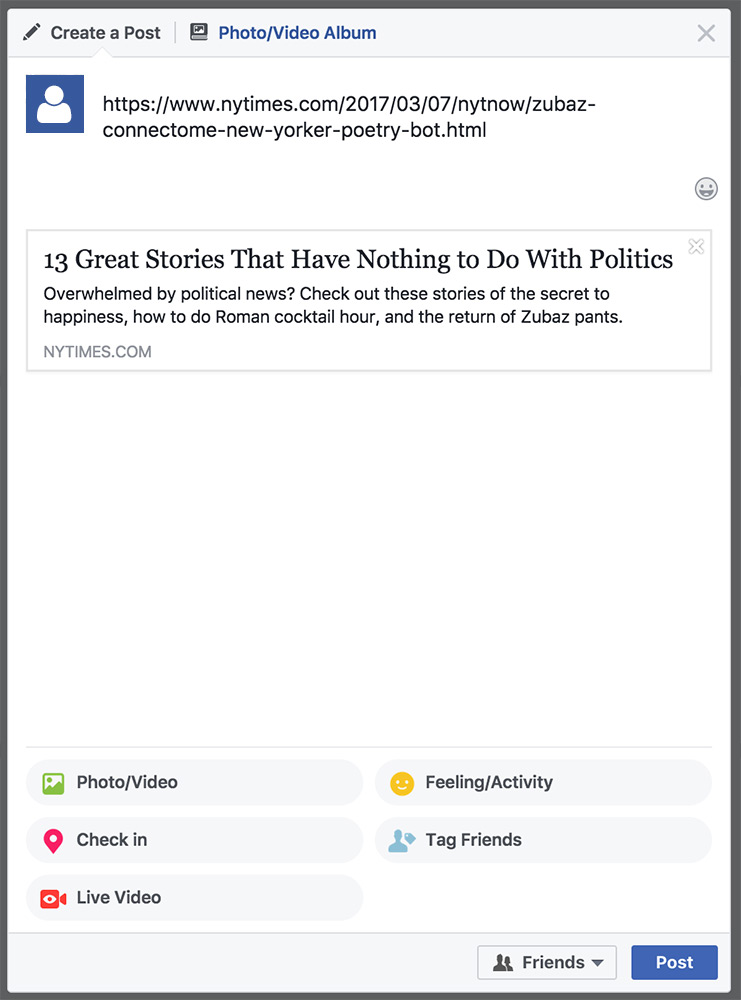 Create a Post
Photo/Video Album
https://www.nytimes.com/2017/03/07/nytnow/zubaz-
connectome-new-yorker-poetry-bot.html
13 Great Stories That Have Nothing to Do With Politics
Overwhelmed by political news? Check out these stories of the secret to
happiness, how to do Roman cocktail hour, and the return of Zubaz pants.
NYTIMES.COM
Photo/Video
Feeling/Activity
Check in
Tag Friends
Live Video
Friends
Post